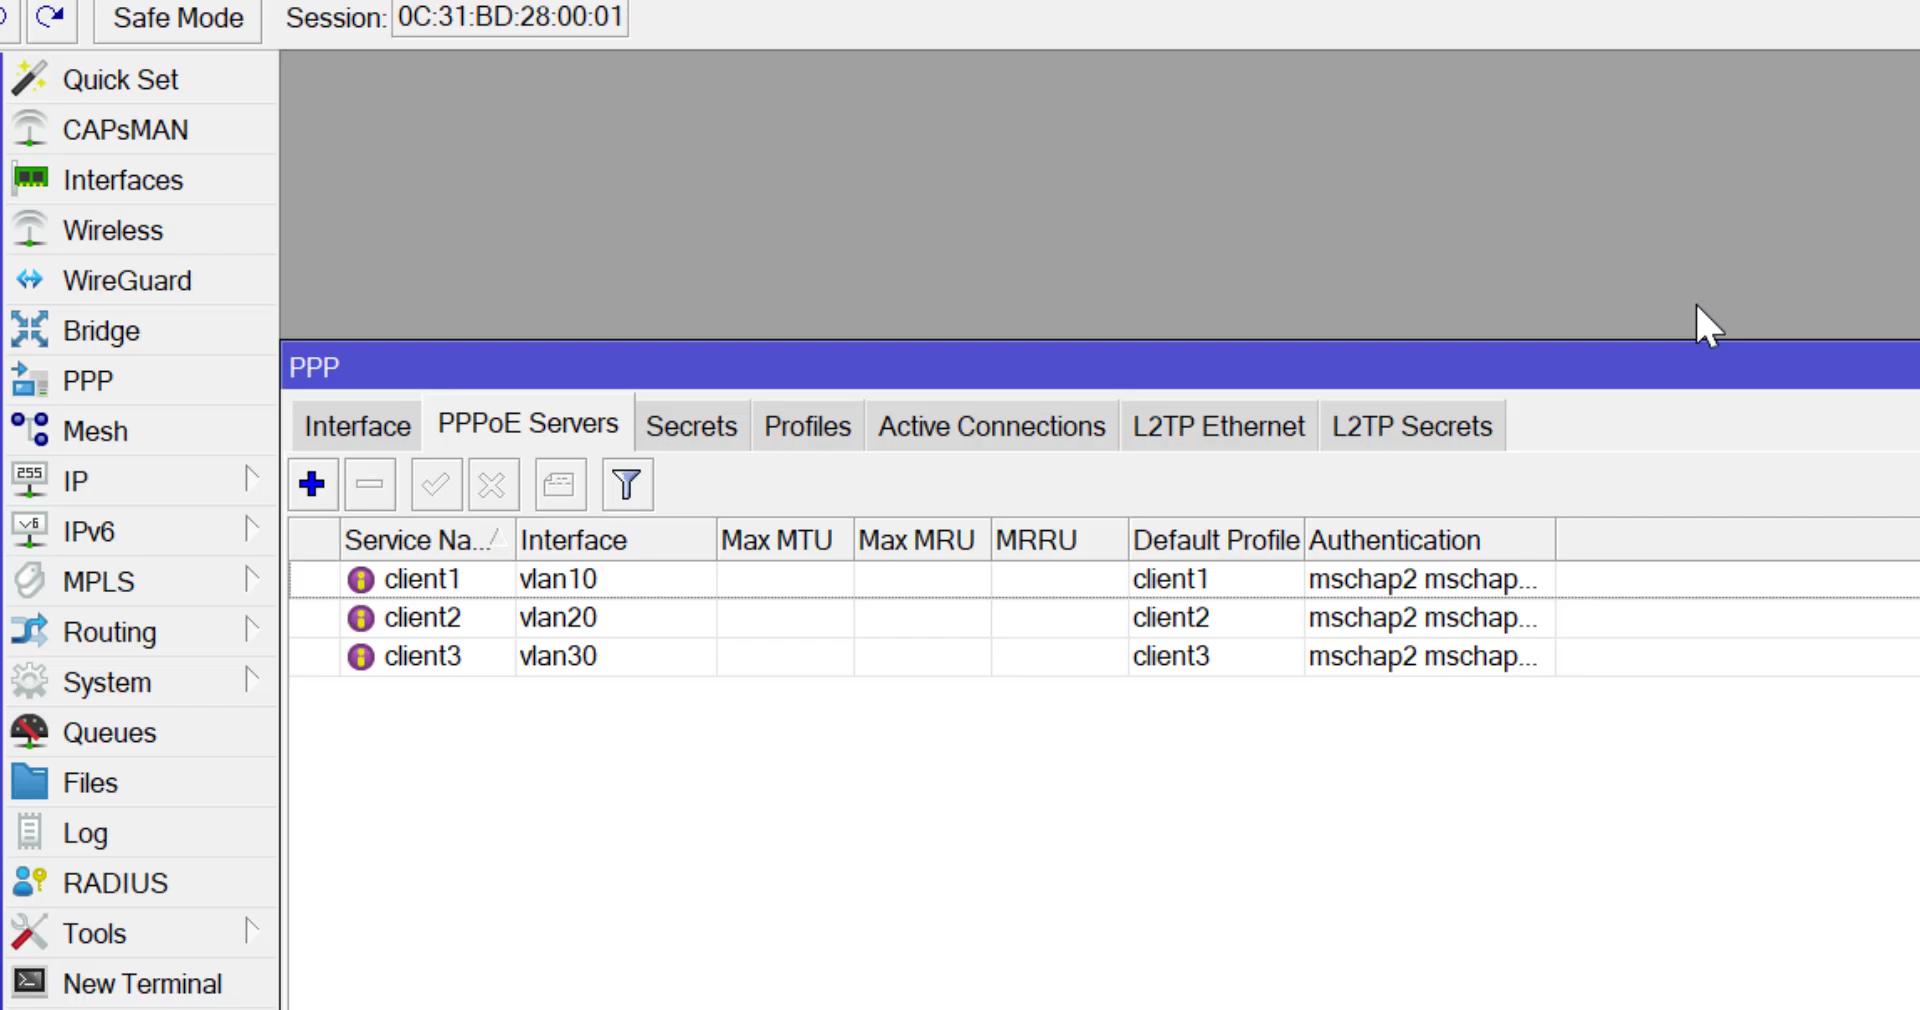 Safe Mode Session: 0C:31:BD:28:00:01
Quick Set
CAPsMAN
Interfaces
Wireless
WireGuard
Bridge
PPP
Mesh
255 IP
v6 IPv6
MPLS
Routing
System
Queues
Files
Log
RADIUS
Tools
New Terminal
PPP
Interface PPPoE Servers Secrets Profiles Active Connections L2TP Ethernet L2TP Secrets
Service Na... Interface Max MTU Max MRU MRRU Default Profile Authentication
client1 vlan10 client1 mschap2 mschap...
client2 vlan20 client2 mschap2 mschap...
client3 vlan30 client3 mschap2 mschap...